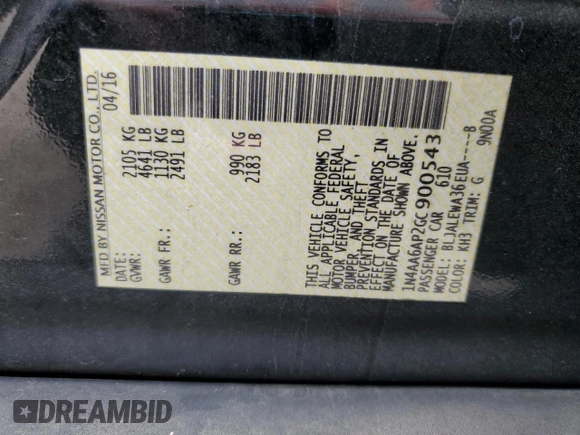 MFD BY NISSAN MOTOR CO., LTD.
DATE: 04/16
GVWR: 2105 KG
4641 LB
GAWR FR: 1130 KG
2491 LB
GAWR RR: 990 KG
2183 LB
THIS VEHICLE CONFORMS TO
ALL APPLICABLE FEDERAL
MOTOR VEHICLE SAFETY,
BUMPER, AND THEFT
PREVENTION STANDARDS IN
EFFECT ON THE DATE OF
MANUFACTURE SHOWN ABOVE.
1N4AA6AP2GC900543
PASSENGER CAR 610
MODEL: BLJALEWA36EUA----B
COLOR: KH3 TRIM: G 9N00A
DREAMBID